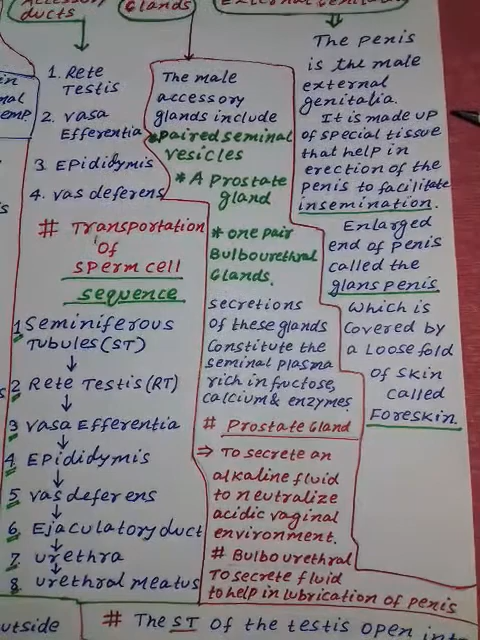 Accessory
ducts
1. Rete
Testis
2. vasa
Efferentia
3 EPididymis
4. vas deferens
# Transportation
of
sperm cell
sequence
1 Seminiferous
Tubules (ST)
↓
2 Rete Testis (RT)
↓
3 vasa Efferentia
↓
4 EPididymis
↓
5 vas deferens
↓
6 Ejaculatory duct
↓
7 urethra
↓
8 urethral meatus
Glands
The male
accessory
glands include
* paired seminal
vesicles
* A prostate
gland
* one pair
Bulbourethral
Glands.
secretions
of these glands
Constitute the
seminal plasma
rich in fructose,
calcium & enzymes.
# Prostate Gland
⇒ To secrete an
alkaline fluid
to neutralize
acidic vaginal
environment.
# Bulbourethral
To secrete fluid
to help in lubrication of penis
External Genitalia
The penis
is the male
external
genitalia.
It is made up
of special tissue
that help in
erection of the
penis to facilitate
insemination.
Enlarged
end of penis
called the
glans penis
which is
covered by
a Loose fold
of skin
called
Foreskin.
outside
# The ST of the testis open into